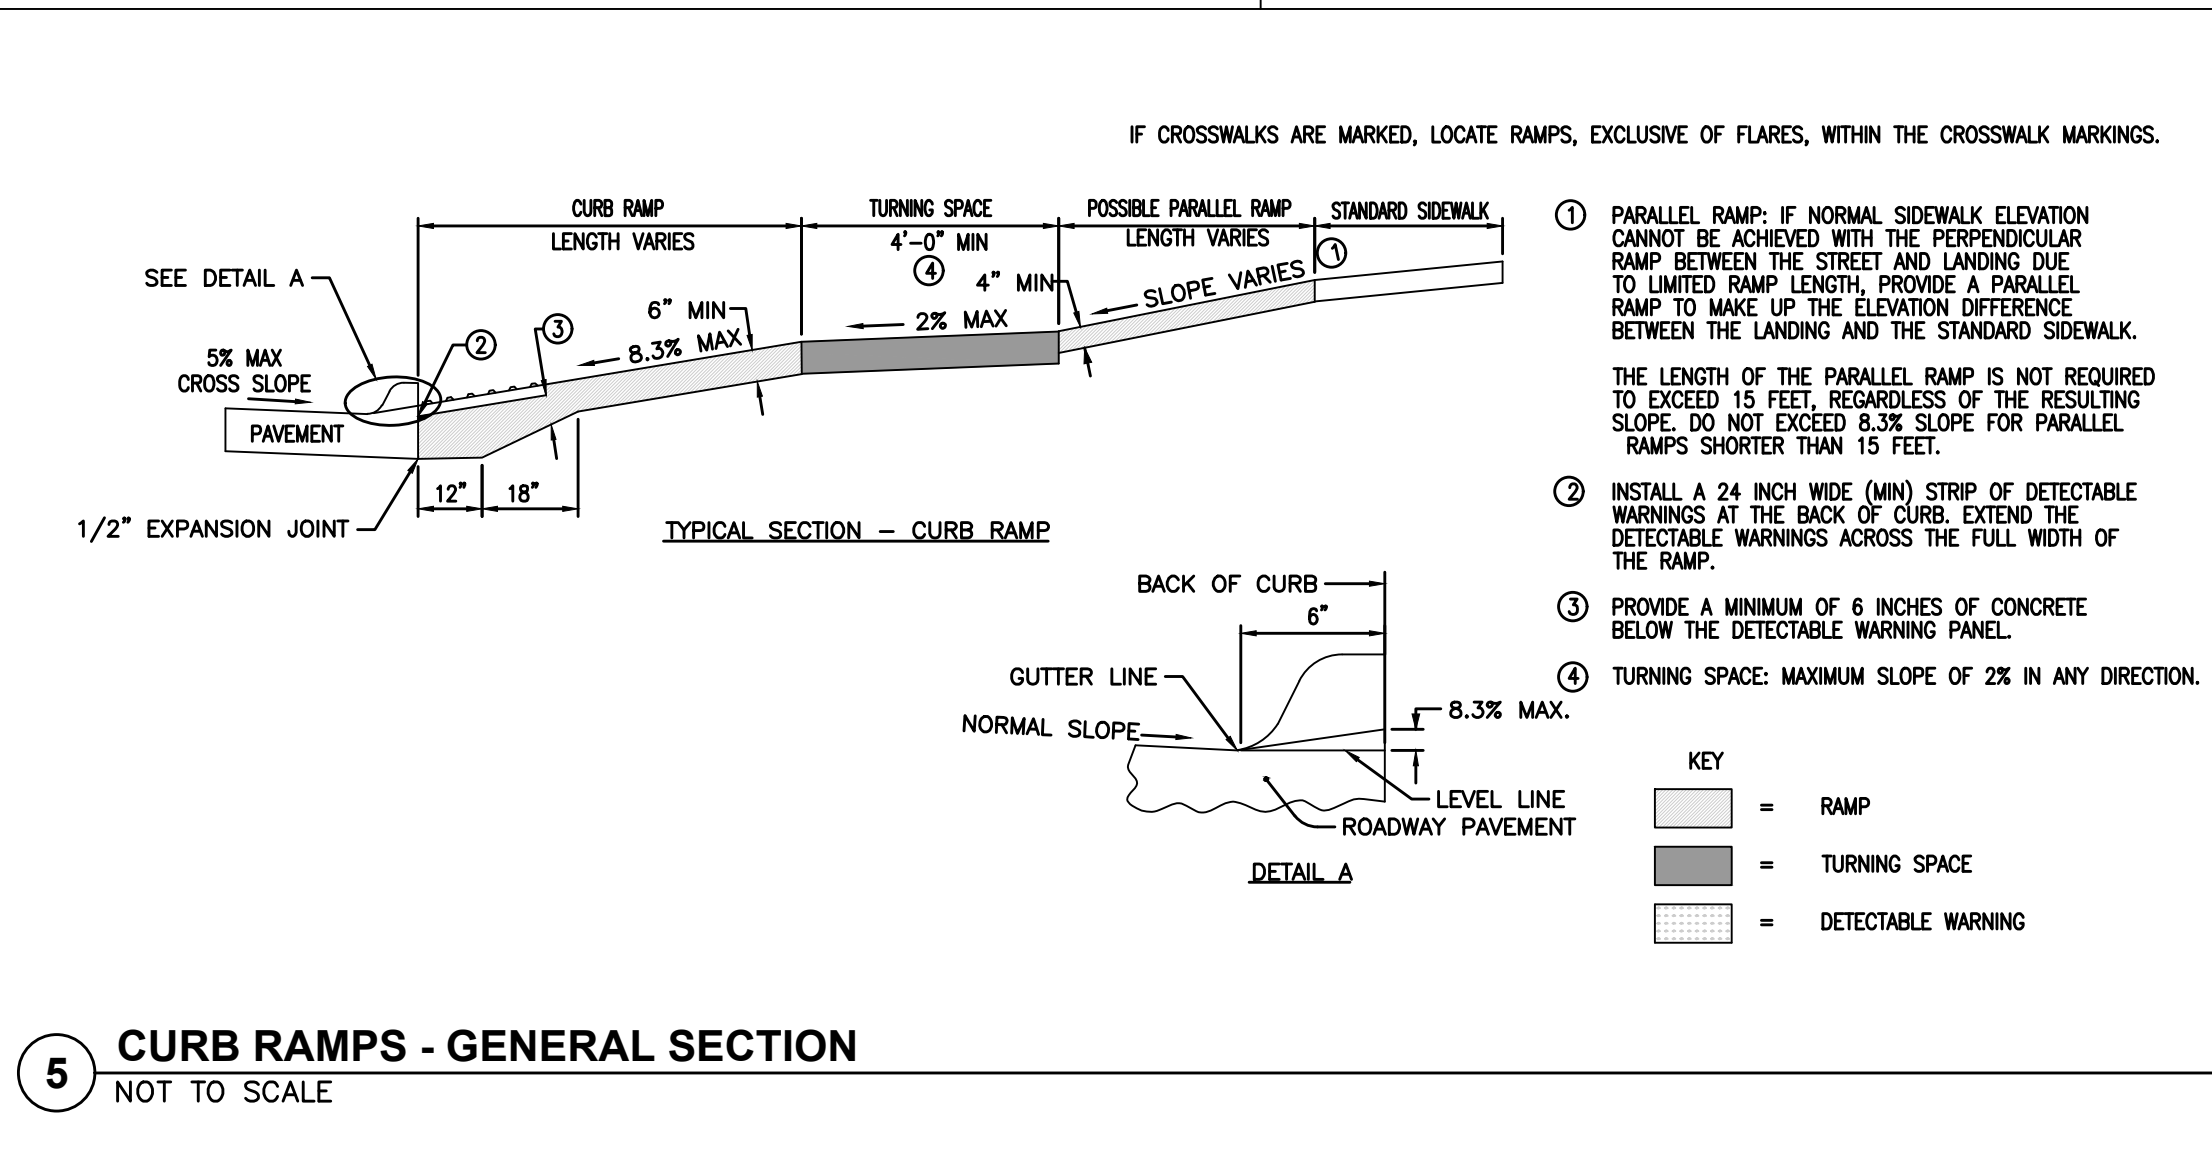 IF CROSSWALKS ARE MARKED, LOCATE RAMPS, EXCLUSIVE OF FLARES, WITHIN THE CROSSWALK MARKINGS.
CURB RAMP
LENGTH VARIES
TURNING SPACE
4'-0" MIN
4
POSSIBLE PARALLEL RAMP
LENGTH VARIES
STANDARD SIDEWALK
1
SEE DETAIL A
4" MIN
SLOPE VARIES
6" MIN
8.3% MAX
2% MAX
3
2
5% MAX
CROSS SLOPE
PAVEMENT
12"
18"
1/2" EXPANSION JOINT
TYPICAL SECTION - CURB RAMP
BACK OF CURB
6"
GUTTER LINE
NORMAL SLOPE
8.3% MAX.
LEVEL LINE
ROADWAY PAVEMENT
DETAIL A
1 PARALLEL RAMP: IF NORMAL SIDEWALK ELEVATION
CANNOT BE ACHIEVED WITH THE PERPENDICULAR
RAMP BETWEEN THE STREET AND LANDING DUE
TO LIMITED RAMP LENGTH, PROVIDE A PARALLEL
RAMP TO MAKE UP THE ELEVATION DIFFERENCE
BETWEEN THE LANDING AND THE STANDARD SIDEWALK.
THE LENGTH OF THE PARALLEL RAMP IS NOT REQUIRED
TO EXCEED 15 FEET, REGARDLESS OF THE RESULTING
SLOPE. DO NOT EXCEED 8.3% SLOPE FOR PARALLEL
RAMPS SHORTER THAN 15 FEET.
2 INSTALL A 24 INCH WIDE (MIN) STRIP OF DETECTABLE
WARNINGS AT THE BACK OF CURB. EXTEND THE
DETECTABLE WARNINGS ACROSS THE FULL WIDTH OF
THE RAMP.
3 PROVIDE A MINIMUM OF 6 INCHES OF CONCRETE
BELOW THE DETECTABLE WARNING PANEL.
4 TURNING SPACE: MAXIMUM SLOPE OF 2% IN ANY DIRECTION.
KEY
= RAMP
= TURNING SPACE
= DETECTABLE WARNING
5 CURB RAMPS - GENERAL SECTION
NOT TO SCALE